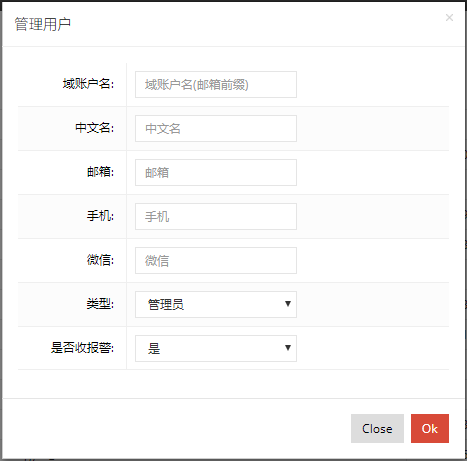 管理用户 ×
域账户名: 域账户名(邮箱前缀)
中文名: 中文名
邮箱: 邮箱
手机: 手机
微信: 微信
类型: 管理员
是否收报警: 是
Close Ok